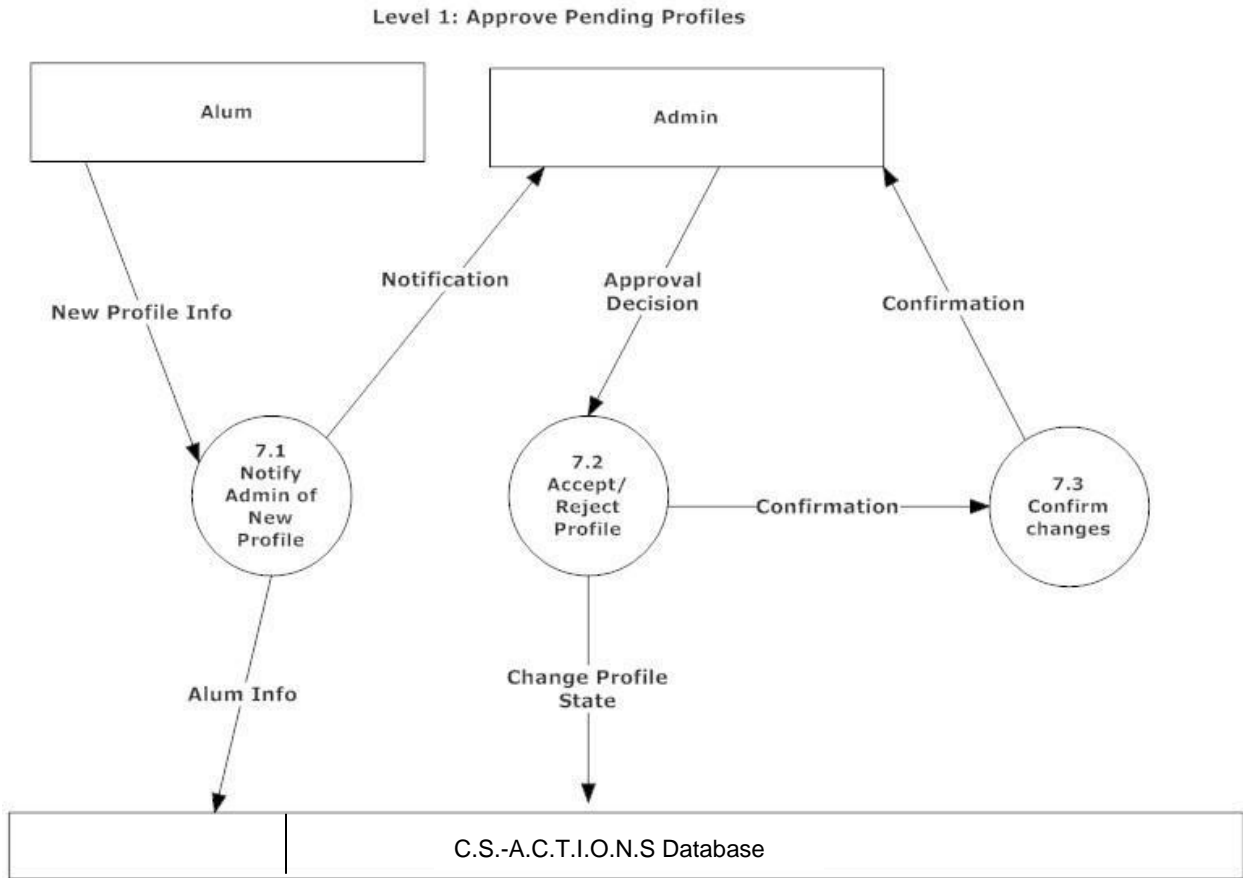 Level 1: Approve Pending Profiles
Alum
Admin
Notification
Approval
Decision
Confirmation
New Profile Info
7.1
Notify
Admin of
New
Profile
7.2
Accept/
Reject
Profile
Confirmation
7.3
Confirm
changes
Alum Info
Change Profile
State
C.S.-A.C.T.I.O.N.S Database